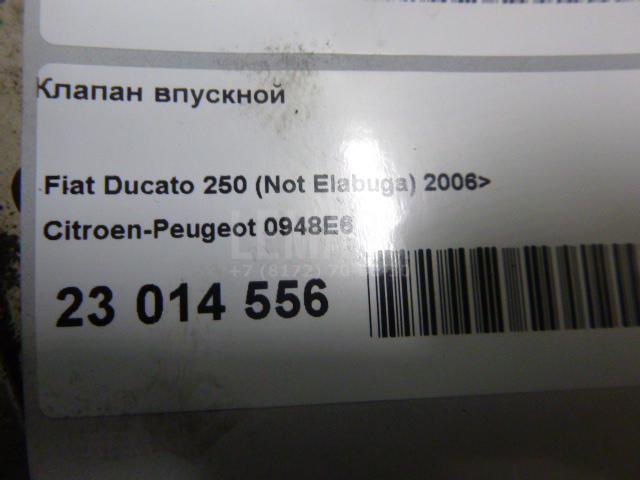 Клапан впускной
Fiat Ducato 250 (Not Elabuga) 2006>
Citroen-Peugeot 0948E6
23 014 556